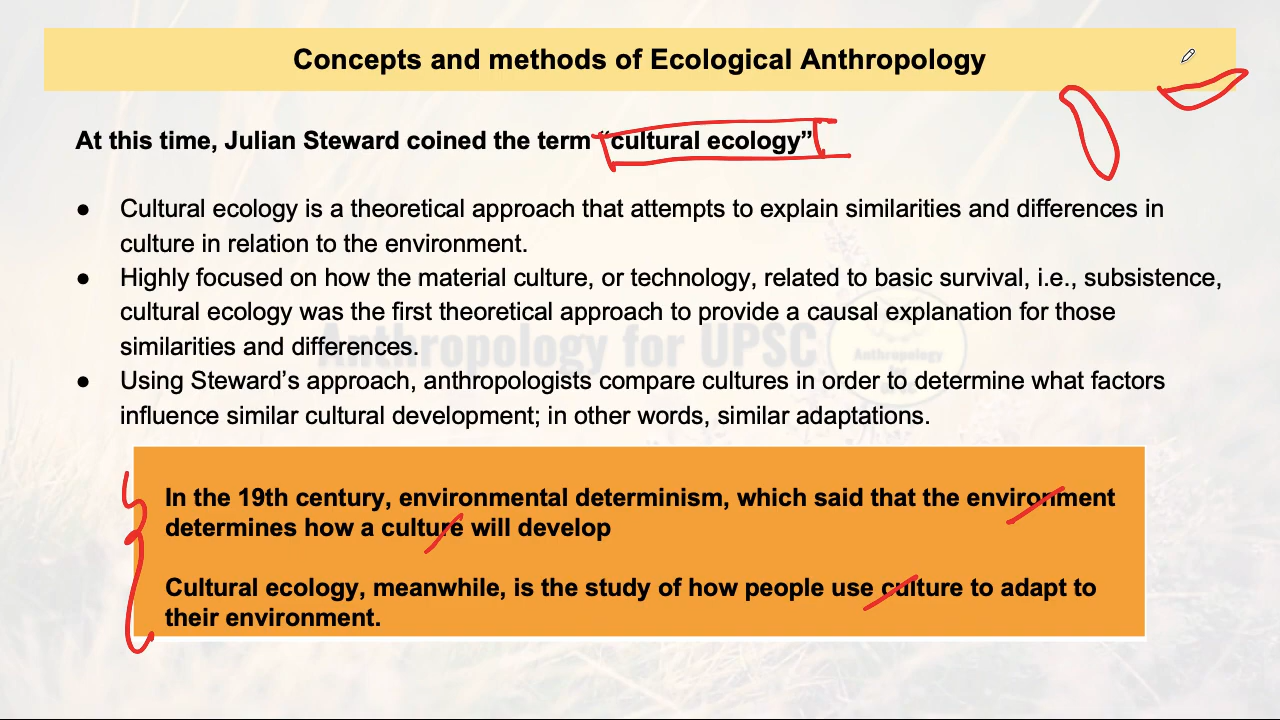 Concepts and methods of Ecological Anthropology
At this time, Julian Steward coined the term “cultural ecology”
● Cultural ecology is a theoretical approach that attempts to explain similarities and differences in
culture in relation to the environment.
● Highly focused on how the material culture, or technology, related to basic survival, i.e., subsistence,
cultural ecology was the first theoretical approach to provide a causal explanation for those
similarities and differences.
Anthropology for UPSC
Anthropology
● Using Steward’s approach, anthropologists compare cultures in order to determine what factors
influence similar cultural development; in other words, similar adaptations.
In the 19th century, environmental determinism, which said that the environment
determines how a culture will develop
Cultural ecology, meanwhile, is the study of how people use culture to adapt to
their environment.